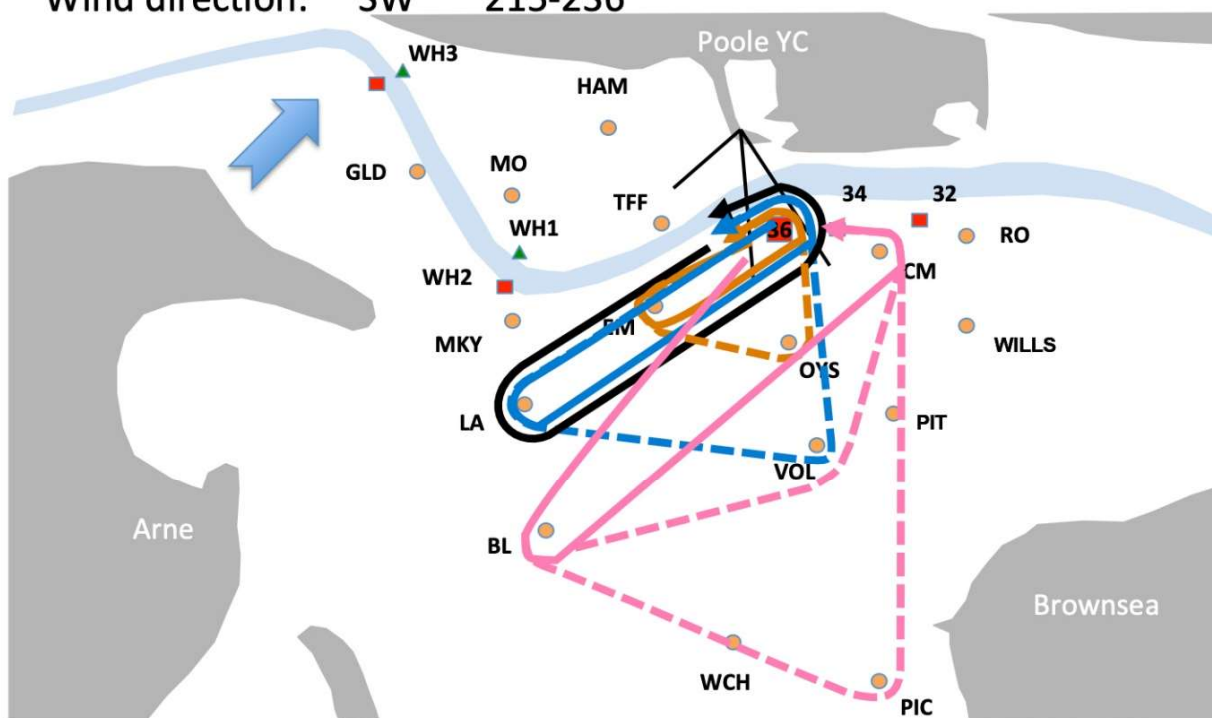 Wind direction: SW 215-236
Poole YC
WH3
HAM
GLD
MO
TFF
34
32
WH1
36
RO
WH2
CM
EM
MKY
WILLS
OYS
LA
PIT
VOL
Arne
BL
Brownsea
WCH
PIC